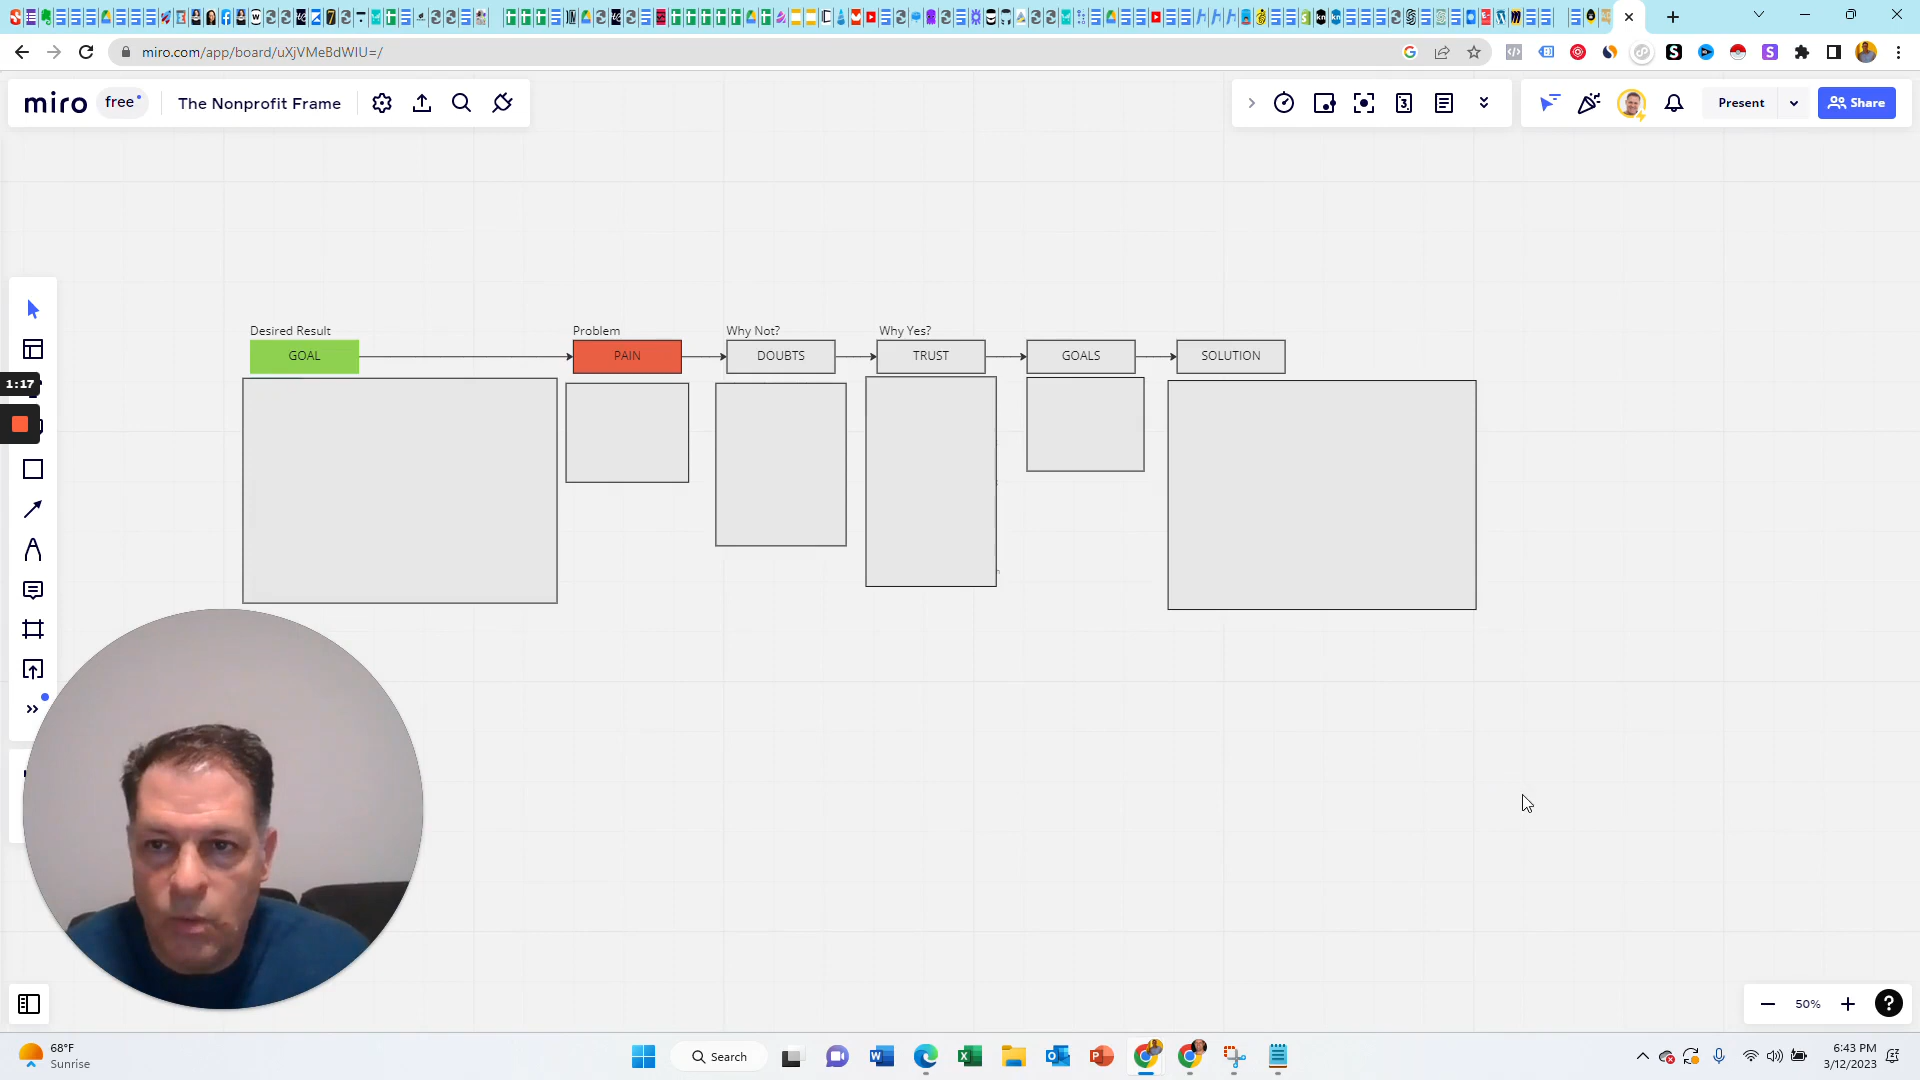 miro.com/app/board/uXjVMeBdWIU=/
miro
free
The Nonprofit Frame
3
Present
Share
Desired Result
Problem
Why Not?
Why Yes?
GOAL
PAIN
DOUBTS
TRUST
GOALS
SOLUTION
1:17
50%
?
68°F
Sunrise
Search
6:43 PM
3/12/2023